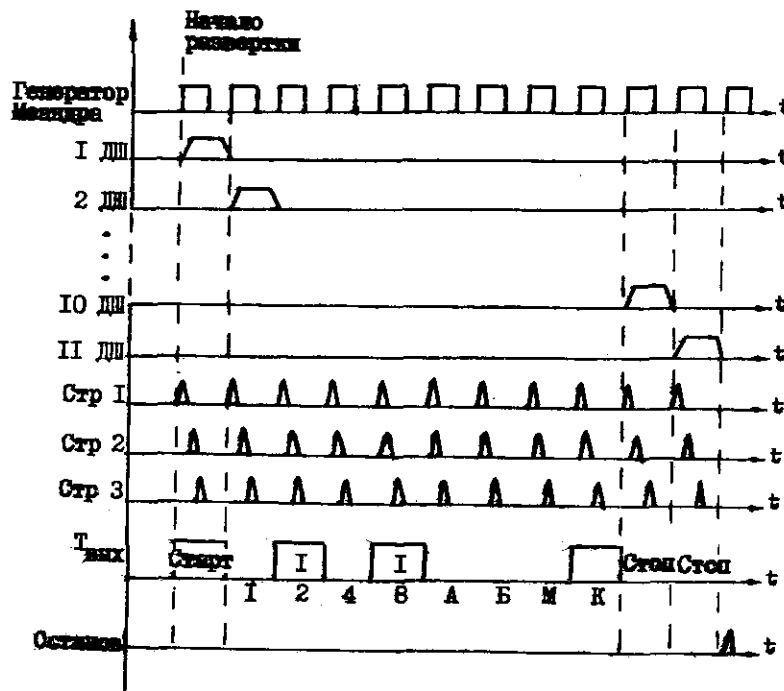 Начало
развертки
Генератор
Меандра
t
I ДШ
t
2 ДШ
t
IO ДШ
t
II ДШ
t
Стр I
t
Стр 2
t
Стр 3
t
Tвых
Старт
I
I
Стоп Стоп
t
I 2 4 8 А Б М К
Останов
t